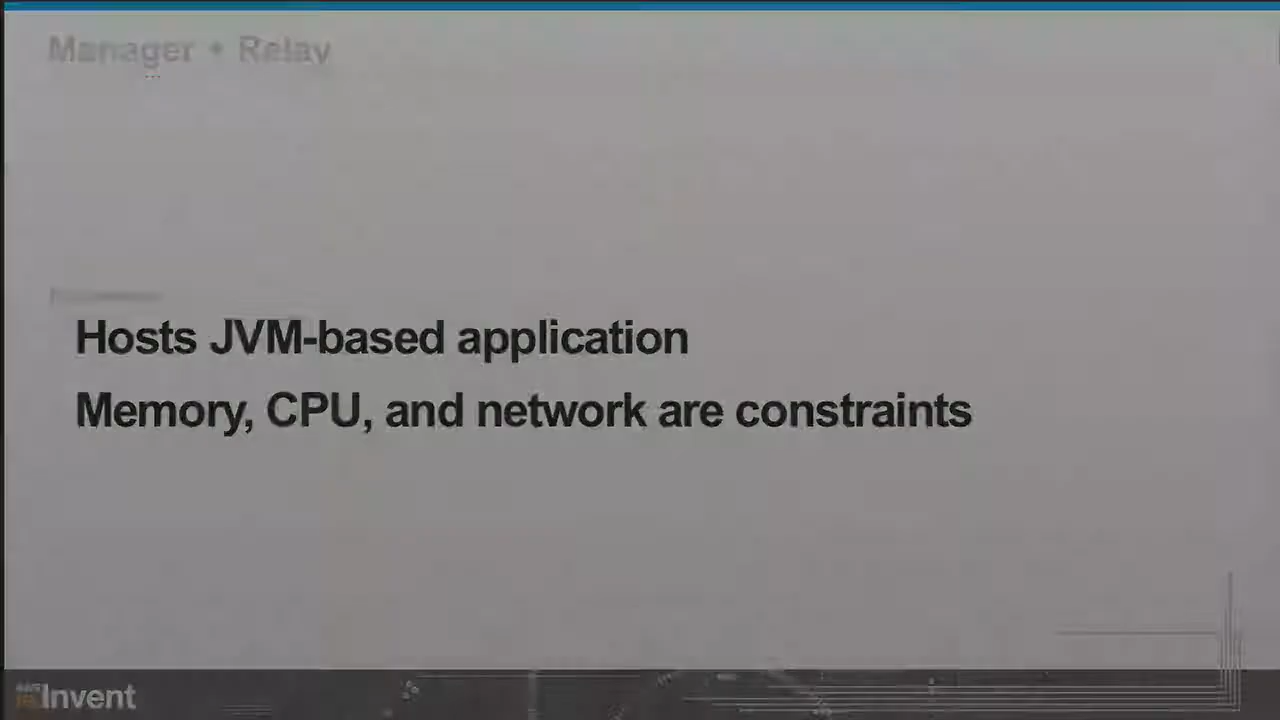 Manager • Relay
Hosts JVM-based application
Memory, CPU, and network are constraints
Invent